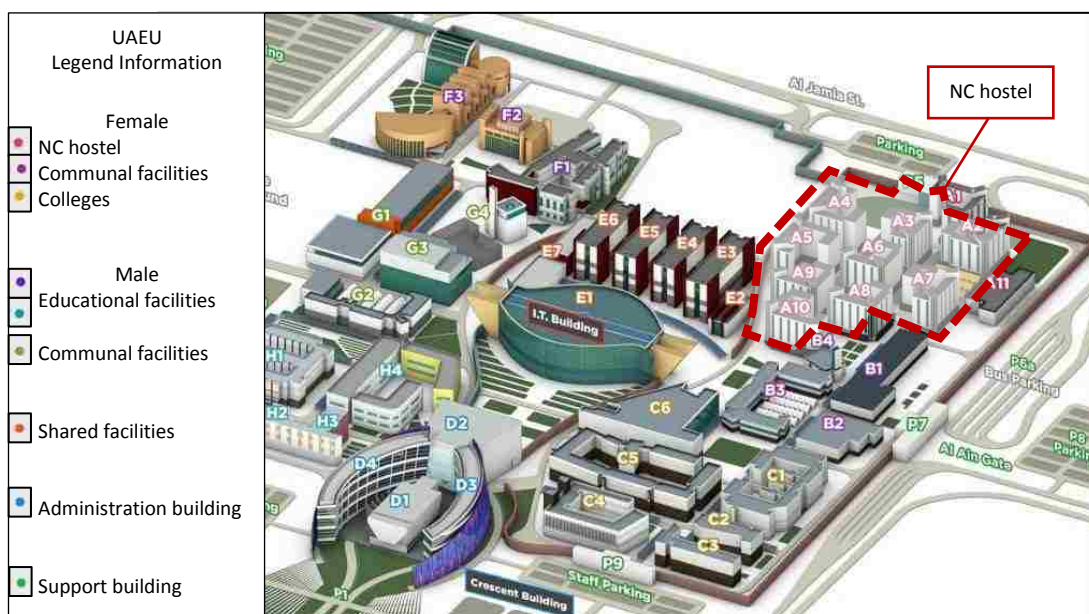 UAEU
Legend Information
Female
NC hostel
Communal facilities
Colleges
Male
Educational facilities
Communal facilities
Shared facilities
Administration building
Support building
NC hostel
Al Jamia St.
Parking
F3
F2
F1
G1
G4
G3
G2
E7
E6
E5
E4
E3
E2
E1
I.T. Building
A4
A3
A5
A6
A9
A7
A8
A10
B4
B1
B3
B2
P7
P6a
Bus Parking
P8
Parking
Al Ain Gate
H1
H4
H2
H3
D2
D4
D3
D1
C6
C5
C4
C1
C2
C3
P9
Staff Parking
Crescent Building
P1